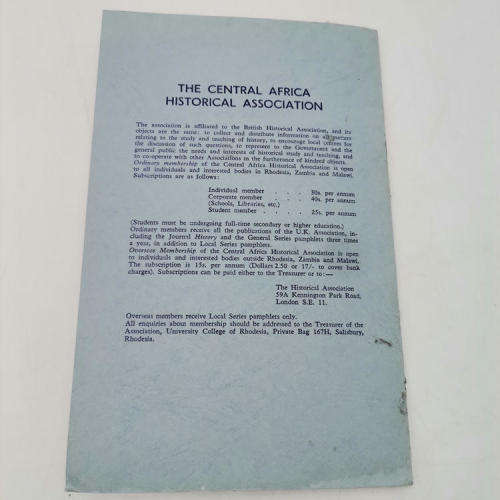 THE CENTRAL AFRICA
HISTORICAL ASSOCIATION
The association is affiliated to the British Historical Association, and its
objects are the same: to collect and distribute information on all matters
relating to the study and teaching of history, to encourage local centres for
the discussion of such questions, to represent to the Government and the
general public the needs and interests of historical study and teaching, and
to co-operate with other Associations in the furtherance of kindred objects.
Ordinary membership of the Central Africa Historical Association is open
to all individuals and interested bodies in Rhodesia, Zambia and Malawi.
Subscriptions are as follows:
Individual member . . . . 30s. per annum
Corporate member . . . . 40s. per annum
(Schools, Libraries, etc.)
Student member . . . . 25s. per annum
(Students must be undergoing full-time secondary or higher education.)
Ordinary members receive all the publications of the U.K. Association, in-
cluding the Journal History and the General Series pamphlets three times
a year, in addition to Local Series pamphlets.
Overseas Membership of the Central Africa Historical Association is open
to individuals and interested bodies outside Rhodesia, Zambia and Malawi.
The subscription is 15s. per annum (Dollars 2.50 or 17/- to cover bank
charges). Subscriptions can be paid either to the Treasurer or to:—
The Historical Association
59A Kennington Park Road,
London S.E. 11.
Overseas members receive Local Series pamphlets only.
All enquiries about membership should be addressed to the Treasurer of the
Association, University College of Rhodesia, Private Bag 167H, Salisbury,
Rhodesia.